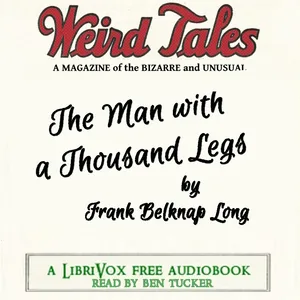 Weird Tales
A MAGAZINE of the BIZARRE and UNUSUAL
The Man with
a Thousand Legs
by
Frank Belknap Long
A LIBRIVOX FREE AUDIOBOOK
READ BY BEN TUCKER